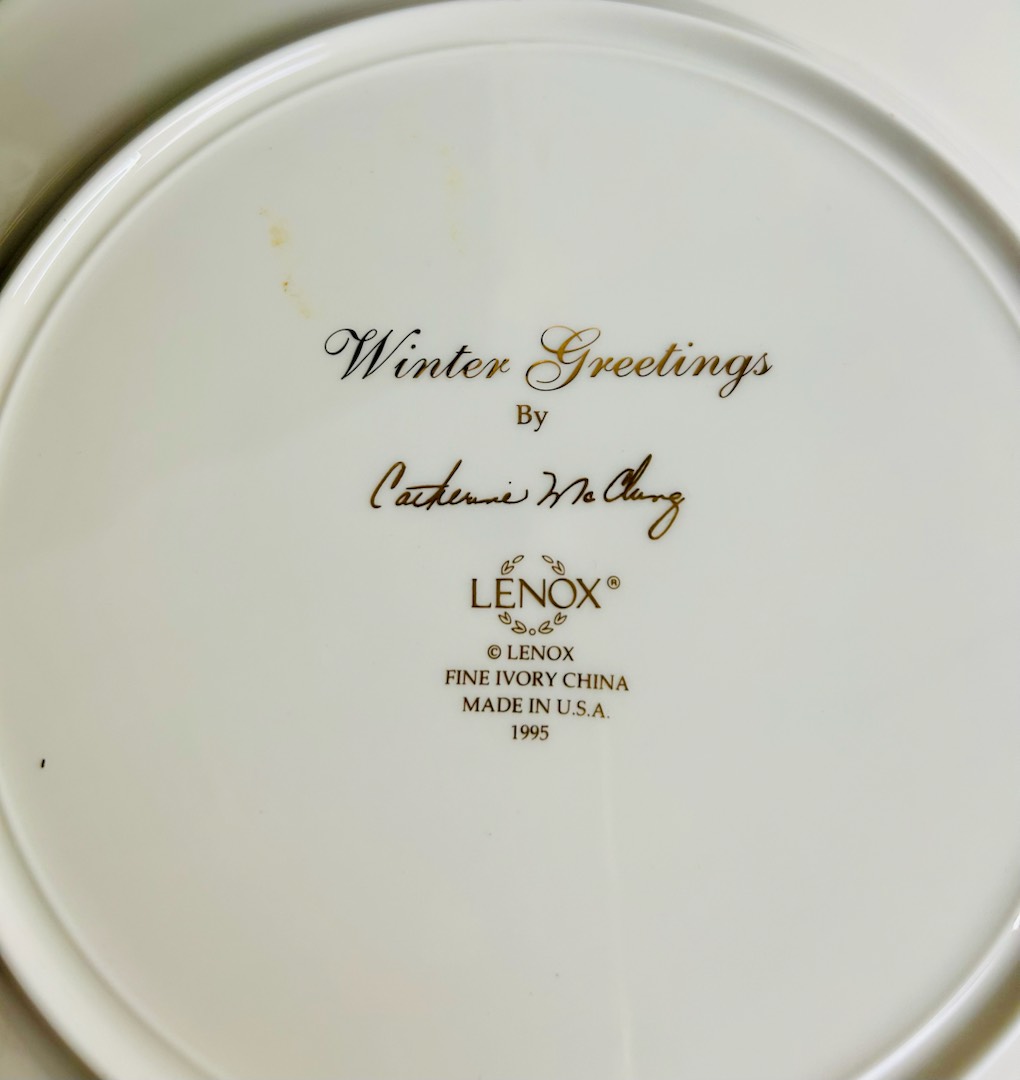 Winter Greetings
By
Catherine McClung
LENOX®
© LENOX
FINE IVORY CHINA
MADE IN U.S.A.
1995